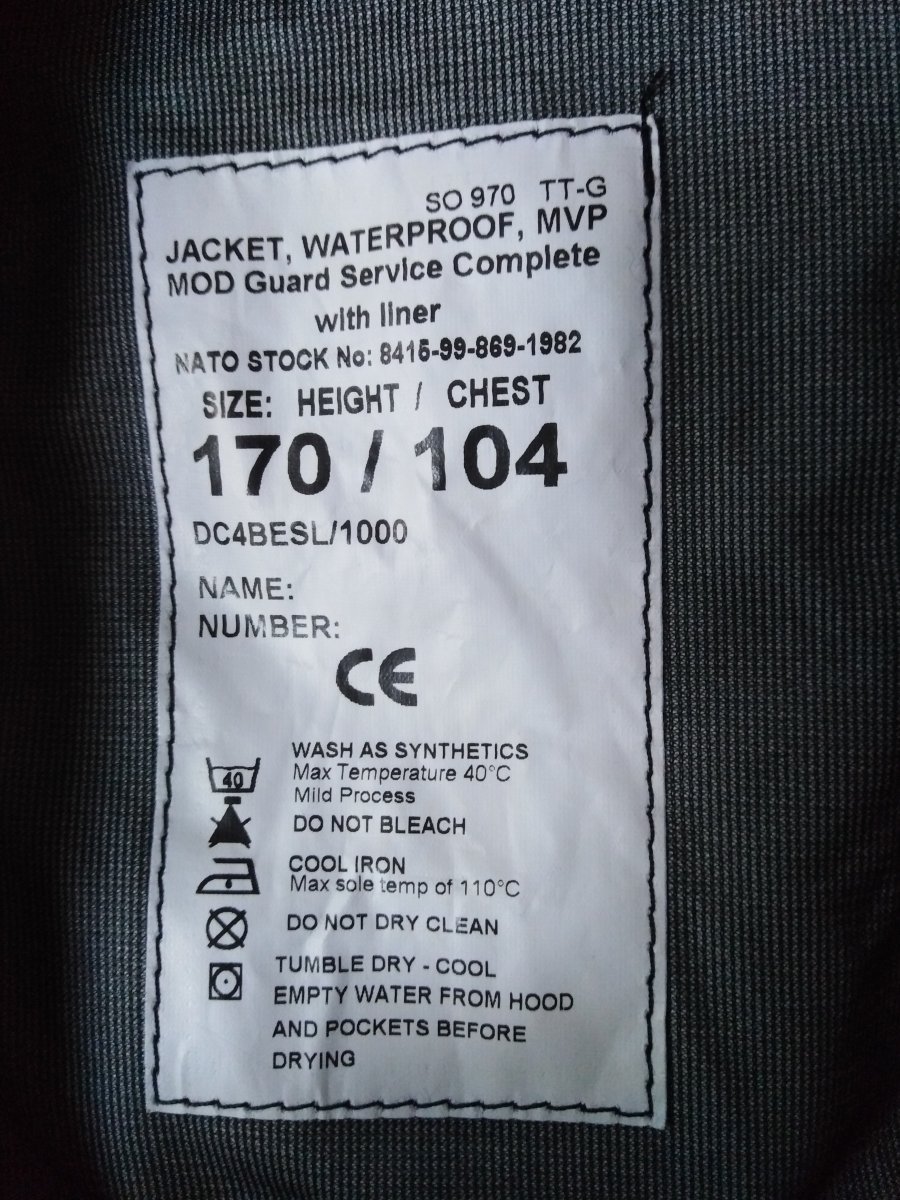 SO 970 TT-G
JACKET, WATERPROOF, MVP
MOD Guard Service Complete
with liner
NATO STOCK No: 8415-99-869-1982
SIZE: HEIGHT / CHEST
170 / 104
DC4BESL/1000
NAME:
NUMBER:
CE
WASH AS SYNTHETICS
40
Max Temperature 40°C
Mild Process
DO NOT BLEACH
COOL IRON
Max sole temp of 110°C
DO NOT DRY CLEAN
TUMBLE DRY - COOL
EMPTY WATER FROM HOOD
AND POCKETS BEFORE
DRYING